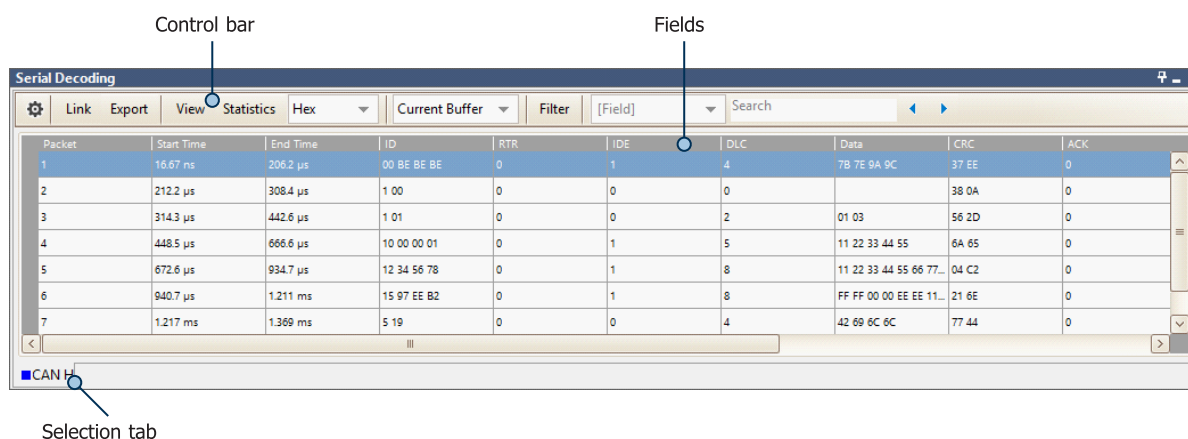 Control bar Fields
Serial Decoding
Link Export View Statistics Hex Current Buffer Filter [Field] Search
Packet Start Time End Time ID RTR IDE DLC Data CRC ACK
1 16.67 ns 206.2 µs 00 BE BE BE 0 1 4 7B 7E 9A 9C 37 EE 0
2 212.2 µs 308.4 µs 1 00 0 0 0 38 0A 0
3 314.3 µs 442.6 µs 1 01 0 0 2 01 03 56 2D 0
4 448.5 µs 666.6 µs 10 00 00 01 0 1 5 11 22 33 44 55 6A 65 0
5 672.6 µs 934.7 µs 12 34 56 78 0 1 8 11 22 33 44 55 66 77... 04 C2 0
6 940.7 µs 1.211 ms 15 97 EE B2 0 1 8 FF FF 00 00 EE EE 11... 21 6E 0
7 1.217 ms 1.369 ms 5 19 0 0 4 42 69 6C 6C 77 44 0
CAN H
Selection tab